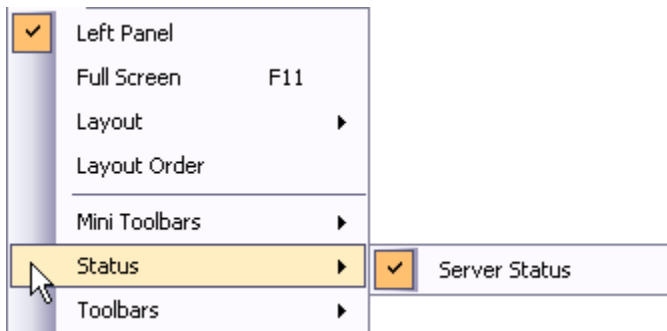 Left Panel
Full Screen F11
Layout
Layout Order
Mini Toolbars
Status
Server Status
Toolbars